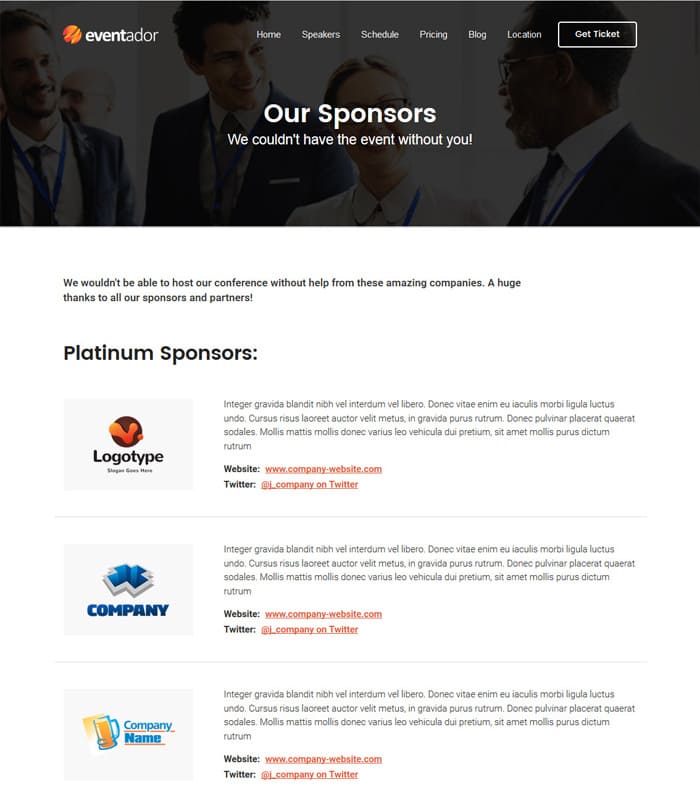 eventador
Home Speakers Schedule Pricing Blog Location Get Ticket
Our Sponsors
We couldn't have the event without you!
We wouldn't be able to host our conference without help from these amazing companies. A huge
thanks to all our sponsors and partners!
Platinum Sponsors:
Logotype
Slogan Goes Here
Integer gravida blandit nibh vel interdum vel libero. Donec vitae enim eu iaculis morbi ligula luctus
undo. Cursus risus laoreet auctor velit metus, in gravida purus rutrum. Donec pulvinar placerat quaerat
sodales. Mollis mattis mollis donec varius leo vehicula dui pretium, sit amet mollis purus dictum
rutrum
Website: www.company-website.com
Twitter: @j_company on Twitter
COMPANY
Integer gravida blandit nibh vel interdum vel libero. Donec vitae enim eu iaculis morbi ligula luctus
undo. Cursus risus laoreet auctor velit metus, in gravida purus rutrum. Donec pulvinar placerat quaerat
sodales. Mollis mattis mollis donec varius leo vehicula dui pretium, sit amet mollis purus dictum
rutrum
Website: www.company-website.com
Twitter: @j_company on Twitter
Company
Name
Integer gravida blandit nibh vel interdum vel libero. Donec vitae enim eu iaculis morbi ligula luctus
undo. Cursus risus laoreet auctor velit metus, in gravida purus rutrum. Donec pulvinar placerat quaerat
sodales. Mollis mattis mollis donec varius leo vehicula dui pretium, sit amet mollis purus dictum
rutrum
Website: www.company-website.com
Twitter: @j_company on Twitter